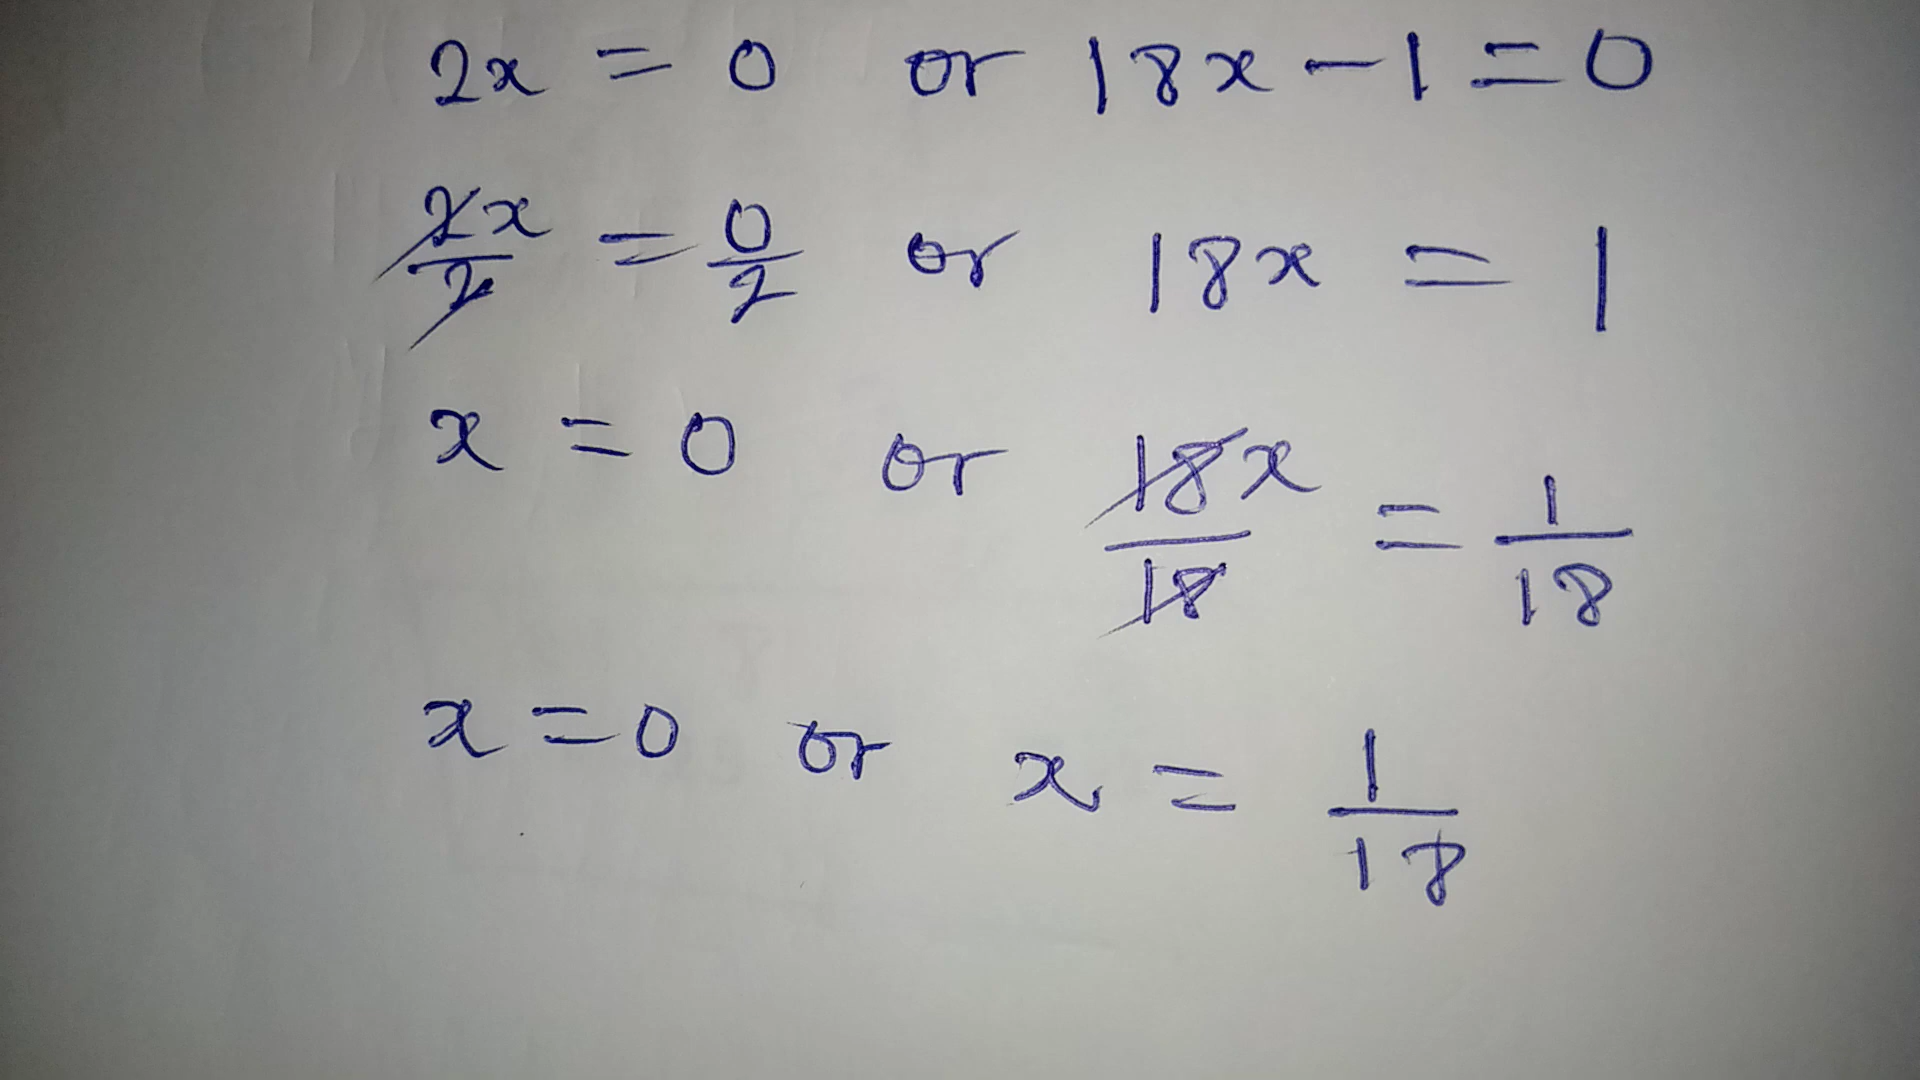 2x = 0 or 18x - 1 = 0
2x/2 = 0/2 or 18x = 1
x = 0 or 18x/18 = 1/18
x = 0 or x = 1/18